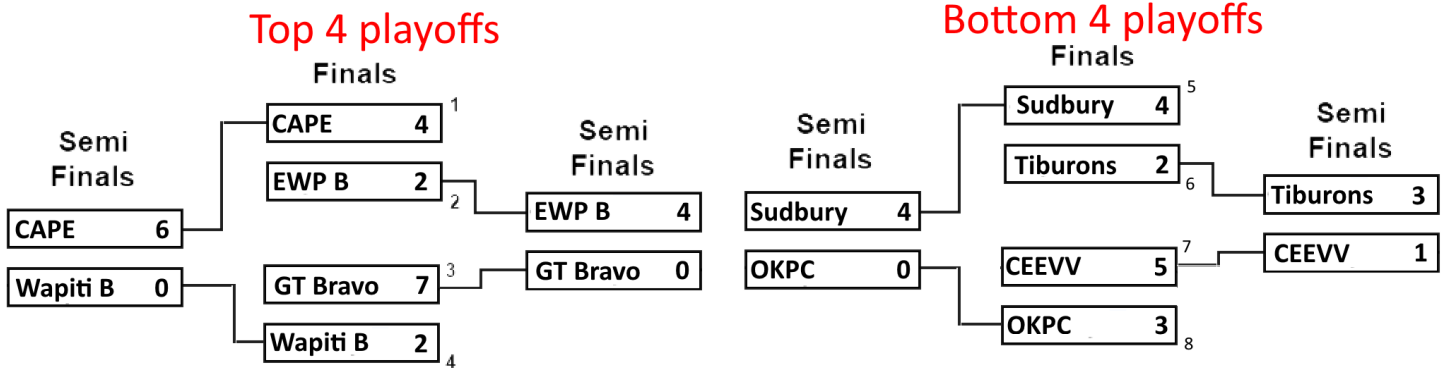 Top 4 playoffs
Finals
CAPE 4 1
EWP B 2 2
GT Bravo 7 3
Wapiti B 2 4
Semi
Finals
CAPE 6
Wapiti B 0
Semi
Finals
EWP B 4
GT Bravo 0
Bottom 4 playoffs
Finals
Sudbury 4 5
Tiburons 2 6
CEEVV 5 7
OKPC 3 8
Semi
Finals
Sudbury 4
OKPC 0
Semi
Finals
Tiburons 3
CEEVV 1